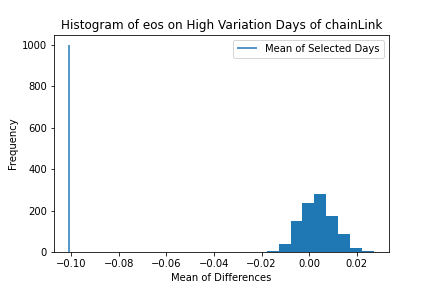 Histogram of eos on High Variation Days of chainLink
Mean of Selected Days
1000
800
600
400
200
0
Frequency
−0.10 −0.08 −0.06 −0.04 −0.02 0.00 0.02
Mean of Differences